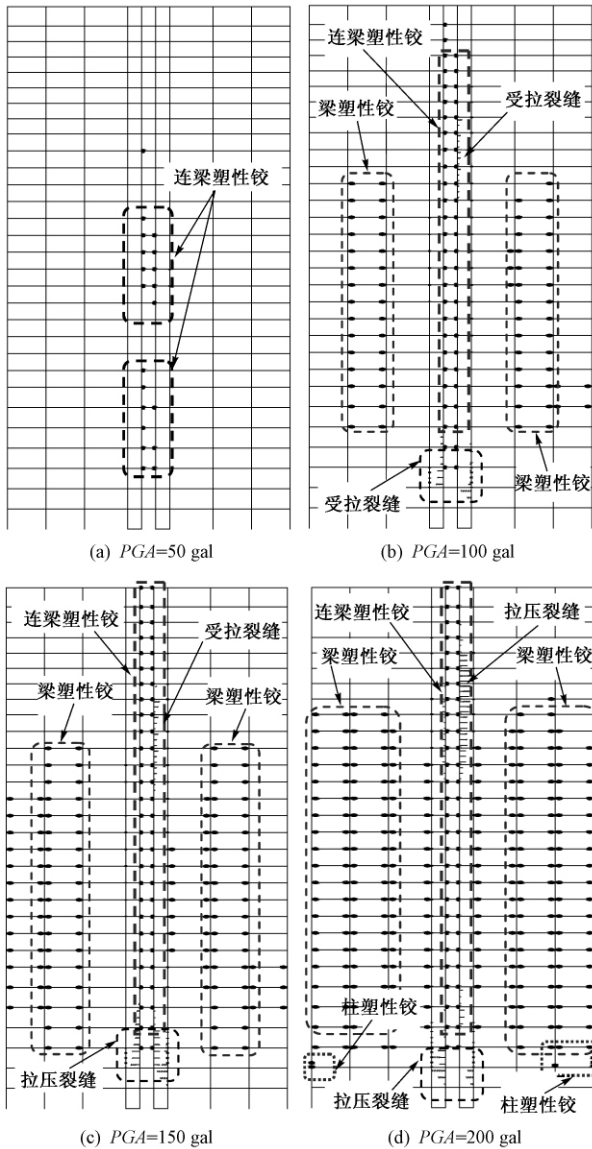 连梁塑性铰
(a) PGA=50 gal
连梁塑性铰
梁塑性铰
受拉裂缝
梁塑性铰
受拉裂缝
(b) PGA=100 gal
连梁塑性铰
受拉裂缝
梁塑性铰
梁塑性铰
拉压裂缝
(c) PGA=150 gal
连梁塑性铰
拉压裂缝
梁塑性铰
梁塑性铰
柱塑性铰
拉压裂缝
柱塑性铰
(d) PGA=200 gal